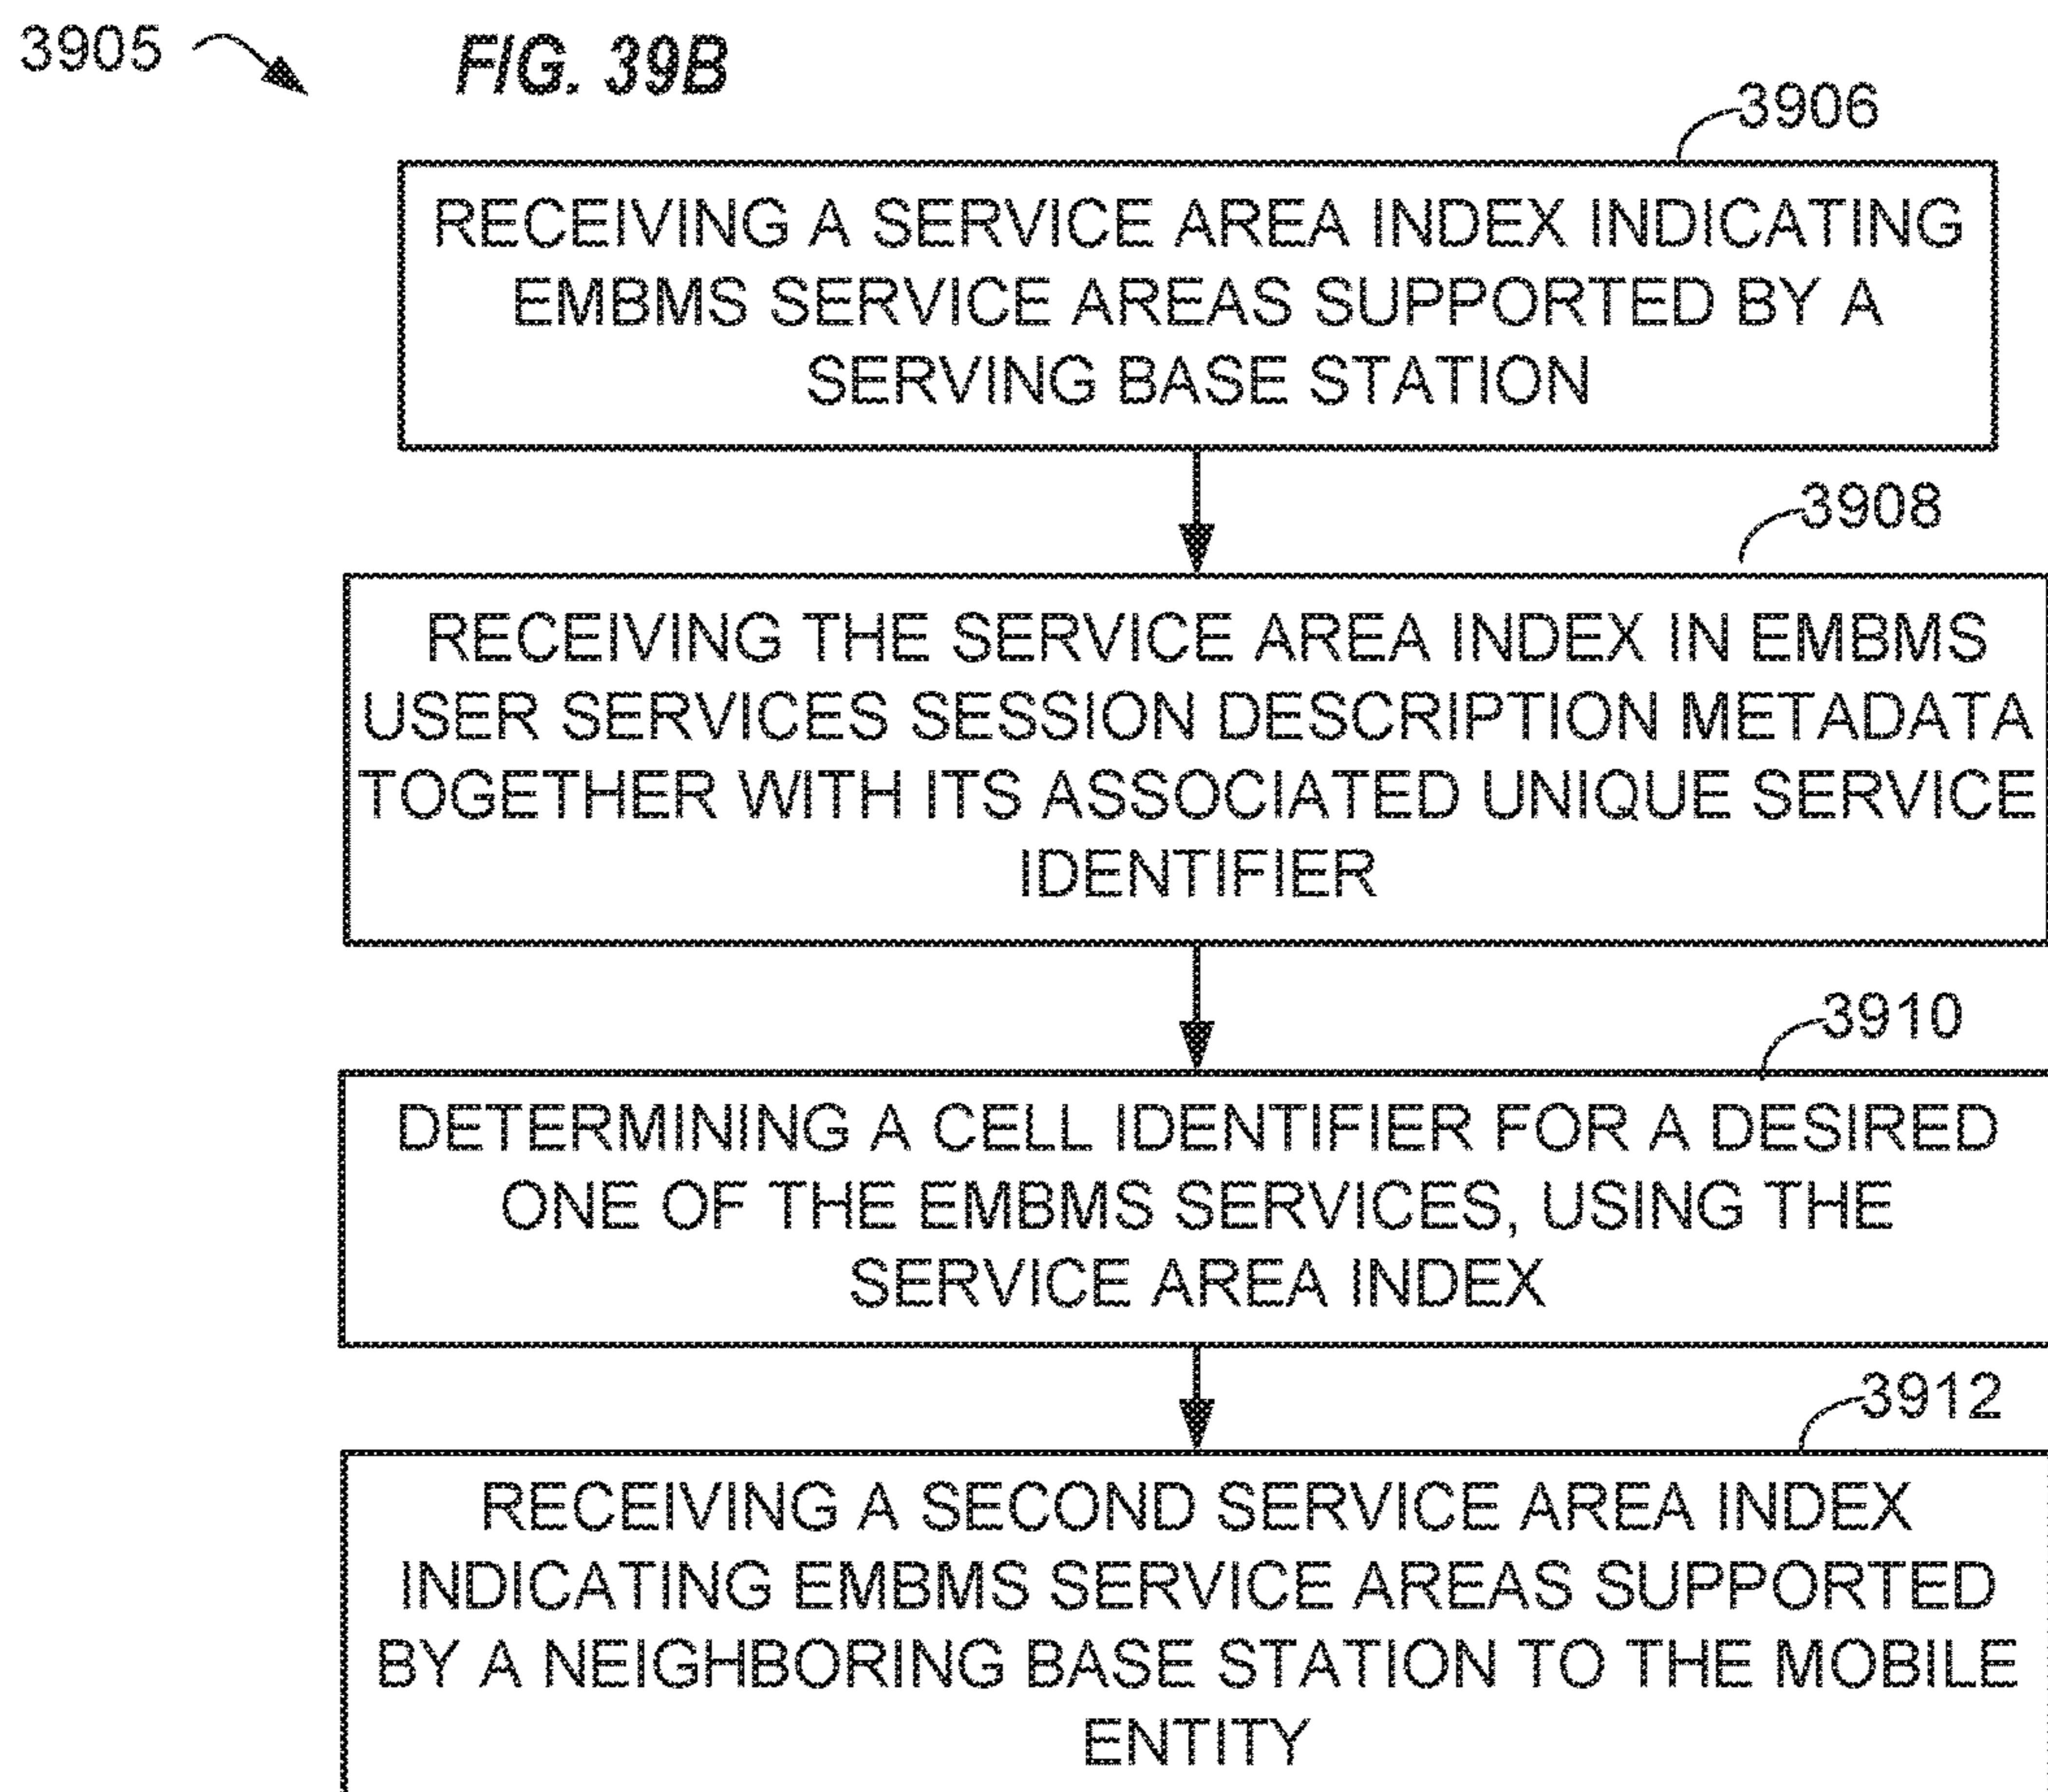 3905
FIG. 39B
3906
RECEIVING A SERVICE AREA INDEX INDICATING
EMBMS SERVICE AREAS SUPPORTED BY A
SERVING BASE STATION
3908
RECEIVING THE SERVICE AREA INDEX IN EMBMS
USER SERVICES SESSION DESCRIPTION METADATA
TOGETHER WITH ITS ASSOCIATED UNIQUE SERVICE
IDENTIFIER
3910
DETERMINING A CELL IDENTIFIER FOR A DESIRED
ONE OF THE EMBMS SERVICES, USING THE
SERVICE AREA INDEX
3912
RECEIVING A SECOND SERVICE AREA INDEX
INDICATING EMBMS SERVICE AREAS SUPPORTED
BY A NEIGHBORING BASE STATION TO THE MOBILE
ENTITY